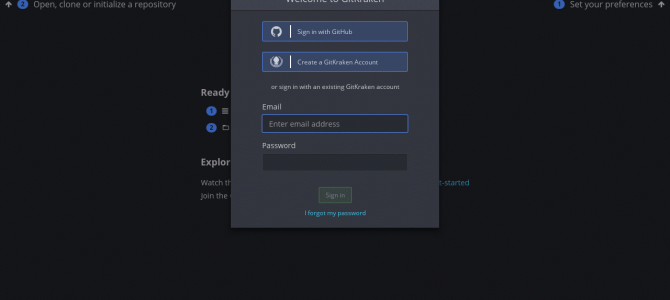 2 Open, clone or initialize a repository
1 Set your preferences
Welcome to GitKraken
Sign in with GitHub
Create a GitKraken Account
or sign in with an existing GitKraken account
Email
Enter email address
Password
Sign in
I forgot my password
Ready
1
2
Explor
Watch th
t-started
Join the